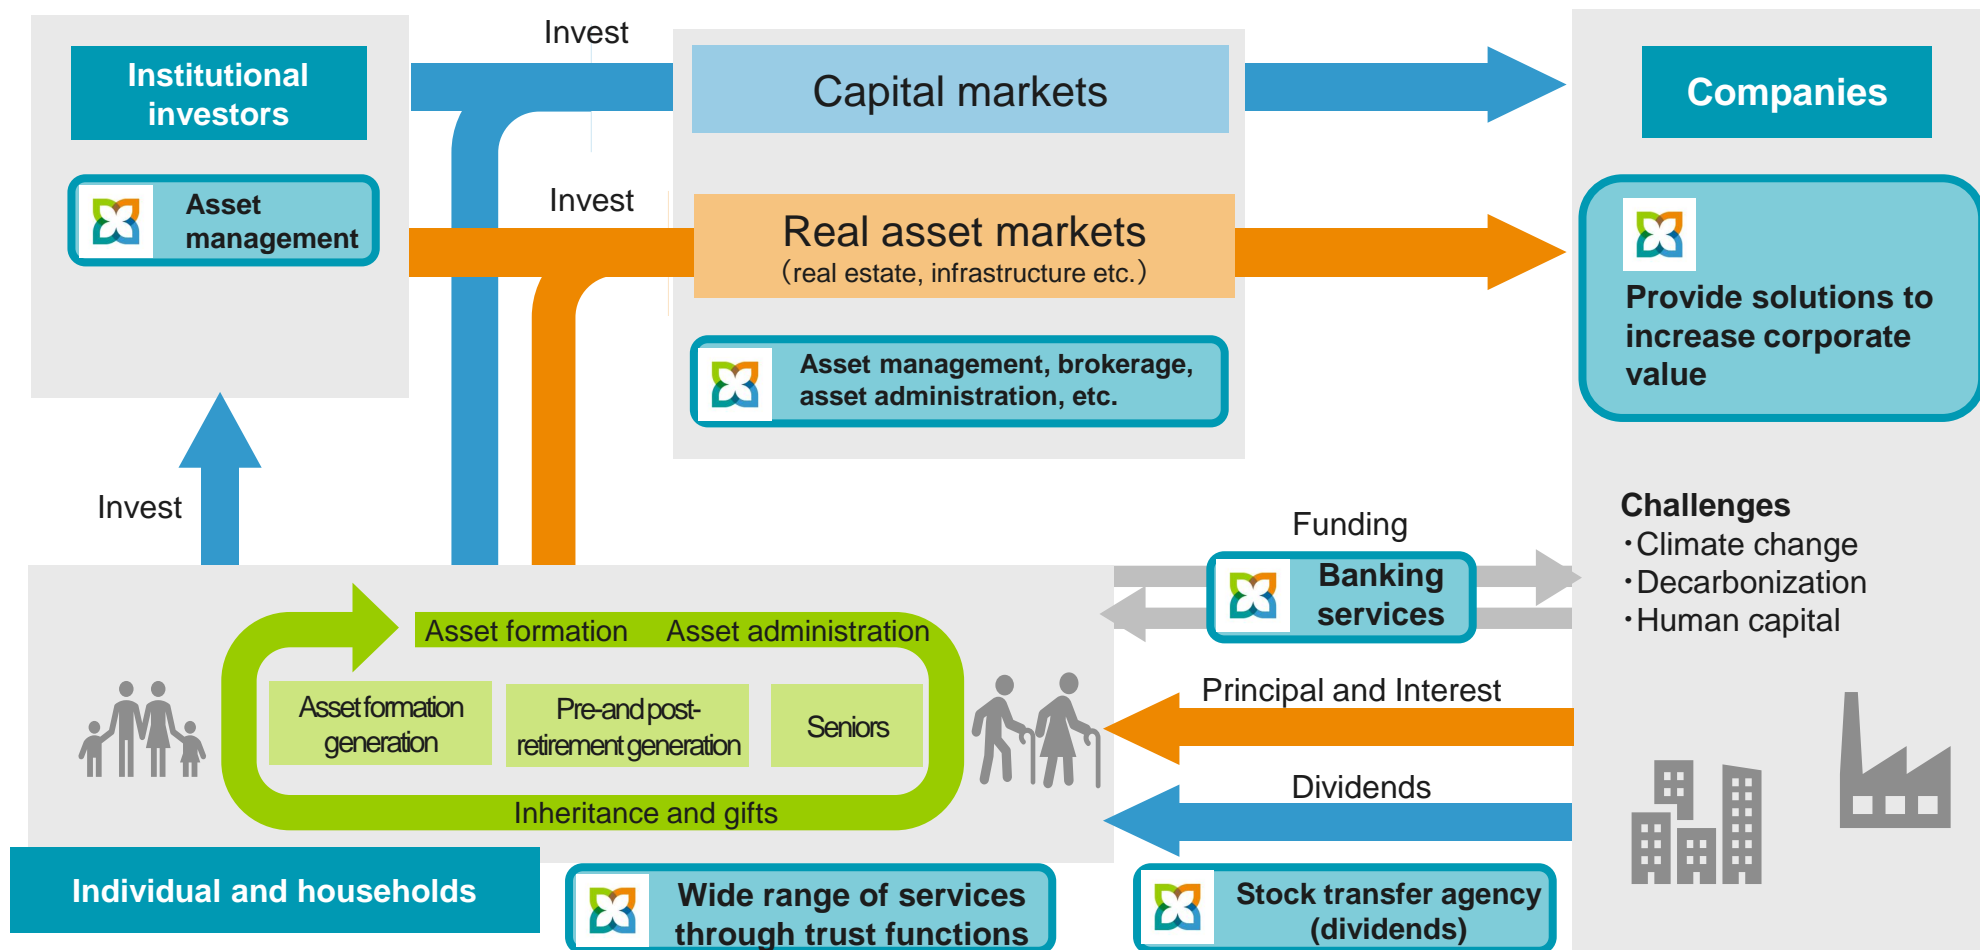 Invest
Institutional
investors
Capital markets
Companies
Asset
management
Invest
Real asset markets
（real estate, infrastructure etc.）
Provide solutions to
increase corporate
value
Asset management, brokerage,
asset administration, etc.
Invest
Challenges
・Climate change
・Decarbonization
・Human capital
Funding
Banking
services
Asset formation
Asset administration
Asset formation
generation
Pre-and post-
retirement generation
Seniors
Inheritance and gifts
Principal and Interest
Dividends
Individual and households
Wide range of services
through trust functions
Stock transfer agency
(dividends)